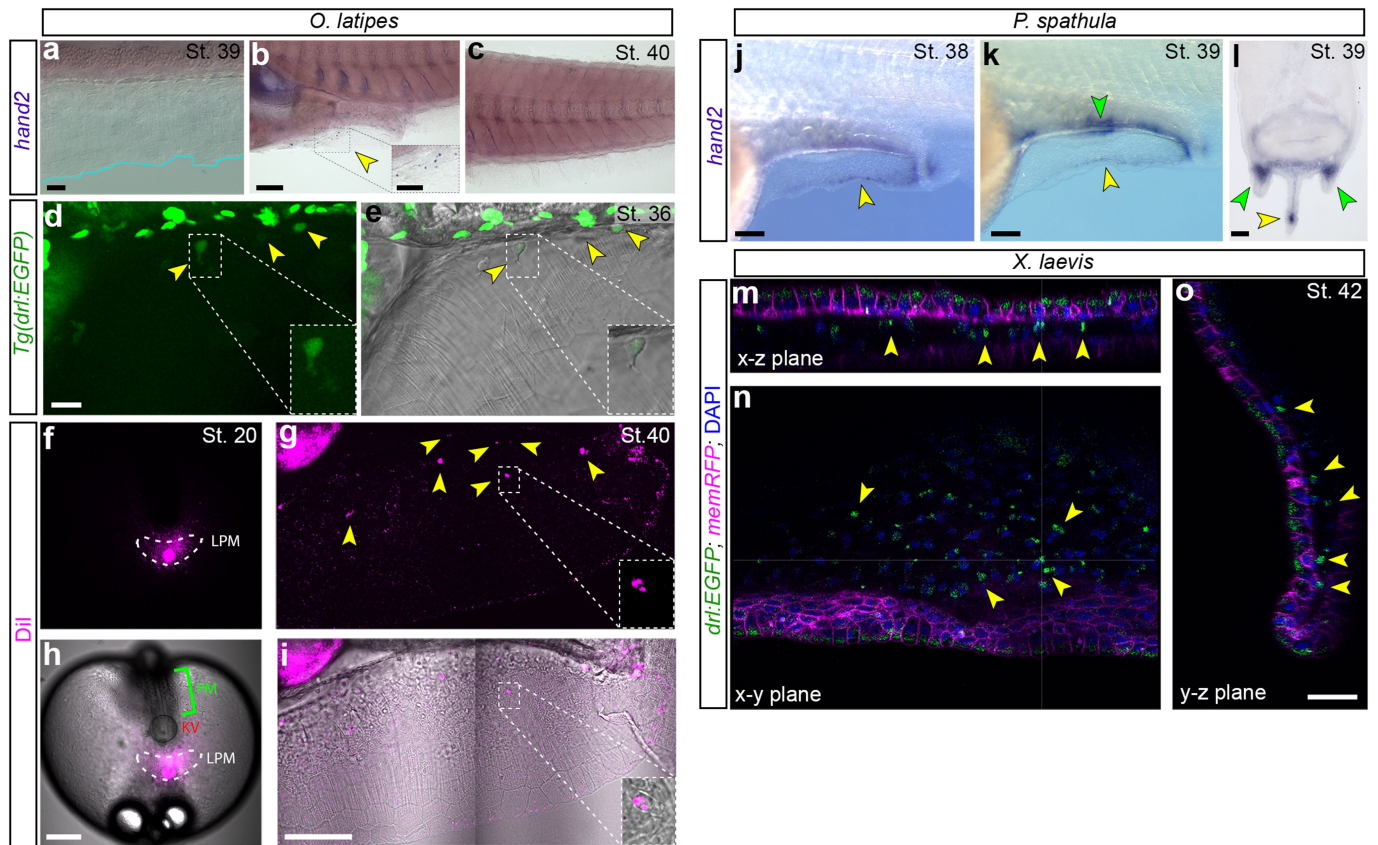 O. latipes
hand2
a
St. 39
b
c
St. 40
Tg(drl:EGFP)
d
e
St. 36
DiI
f
St. 20
LPM
g
St.40
h
PM
KV
LPM
i
P. spathula
hand2
j
St. 38
k
St. 39
l
St. 39
X. laevis
drl:EGFP; memRFP; DAPI
m
x-z plane
n
x-y plane
o
St. 42
y-z plane